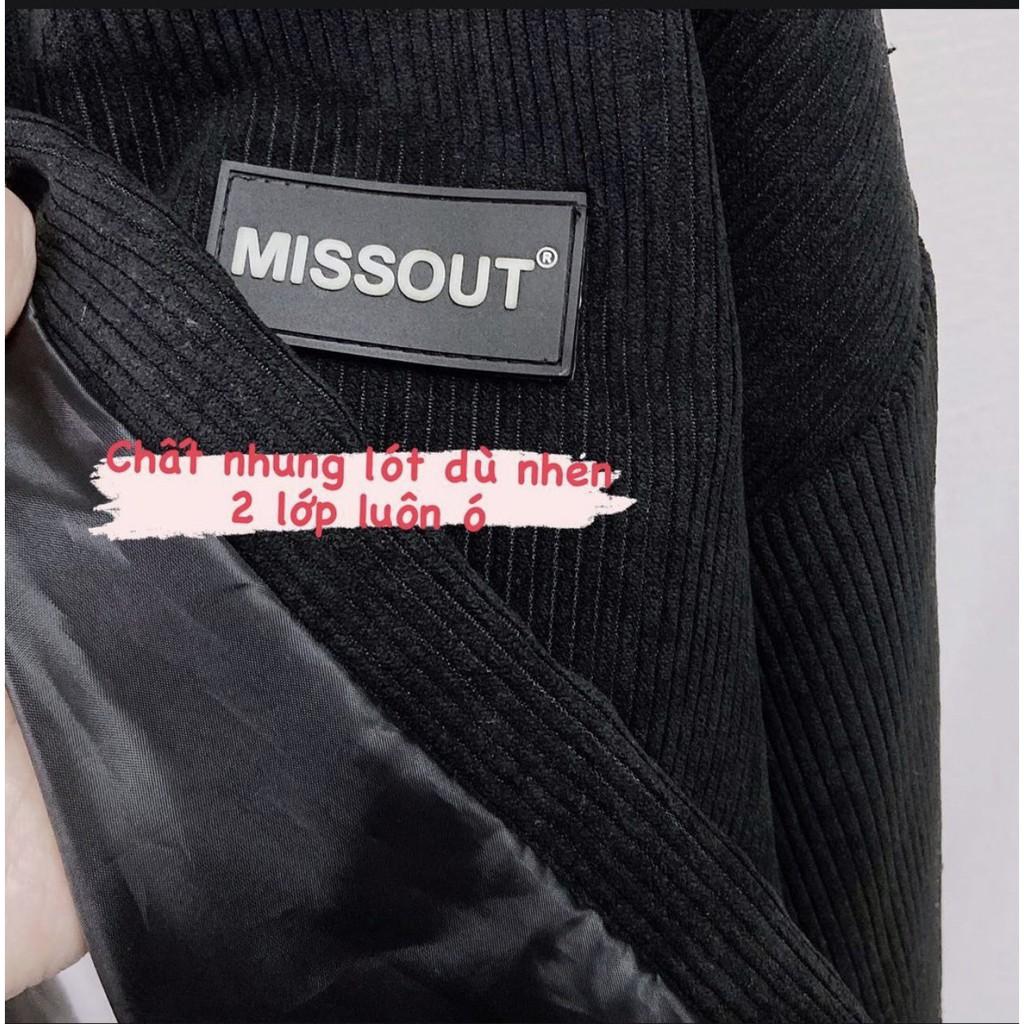 MISSOUT®
Chất nhung lót dù nhén
2 lớp luôn ó